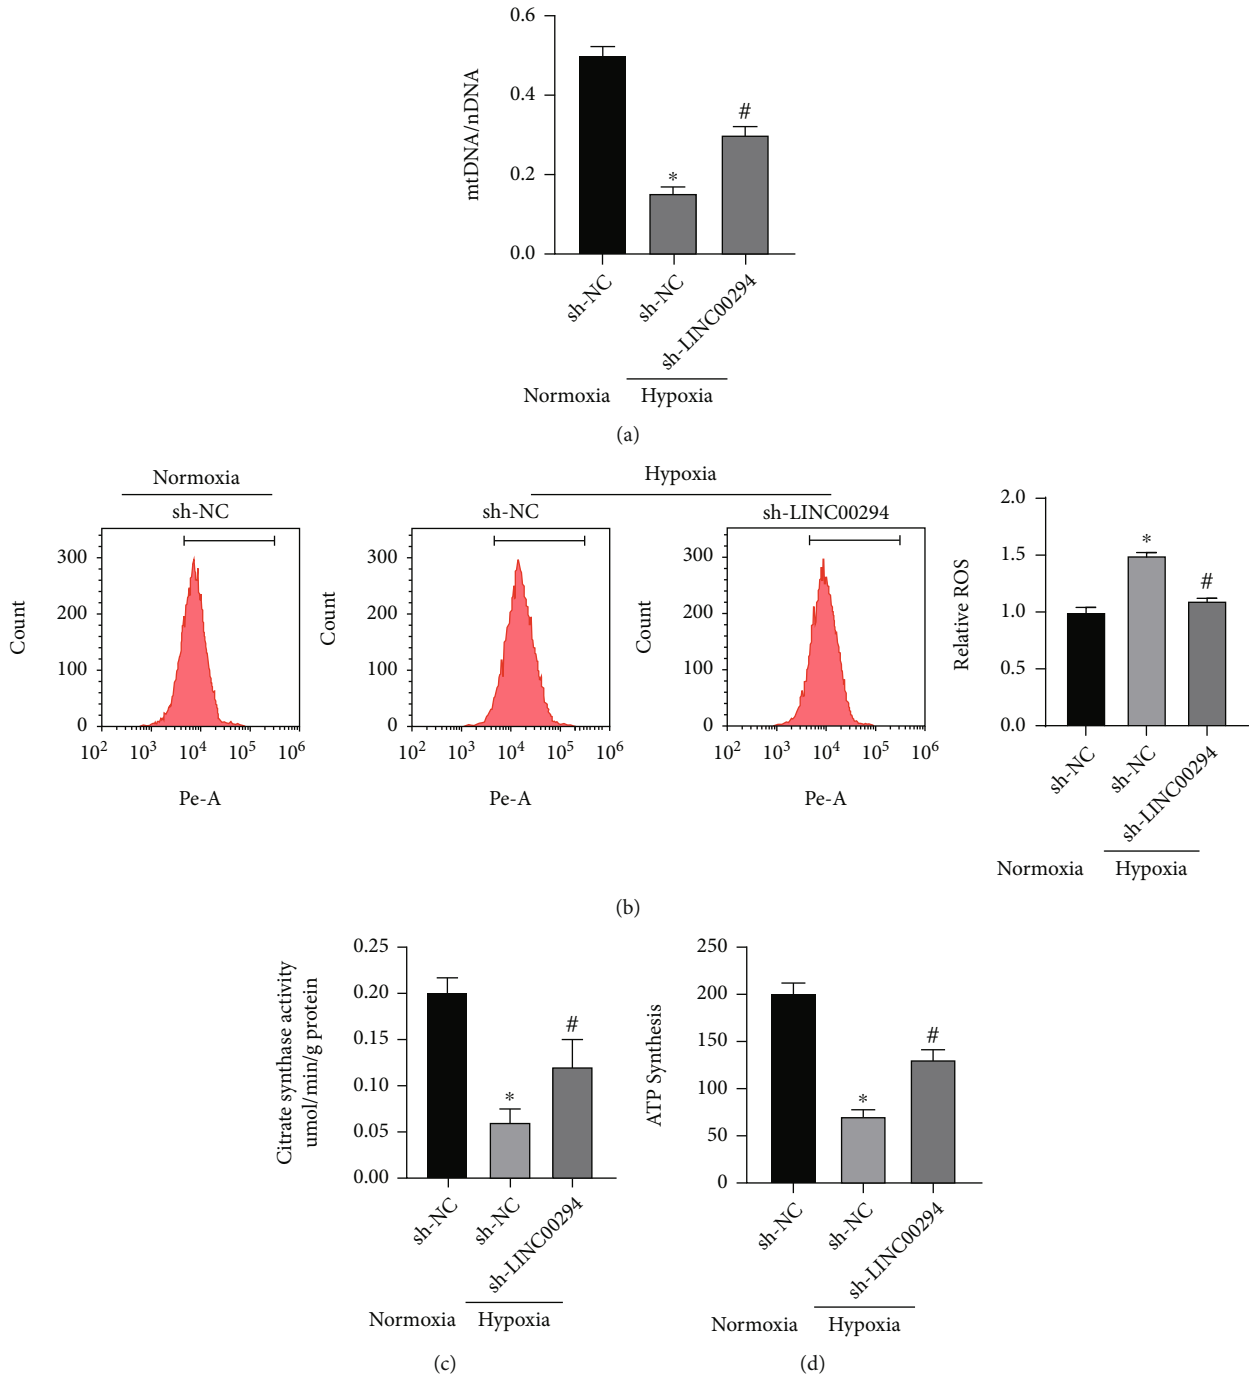 0.6
0.4
0.2
0.0
mtDNA/nDNA
*
#
sh-NC
sh-NC
sh-LINC00294
Normoxia
Hypoxia
(a)
Normoxia
Hypoxia
sh-NC
sh-NC
sh-LINC00294
Count
300
200
100
0
10²
10³
10⁴
10⁵
10⁶
Pe-A
Count
300
200
100
0
10²
10³
10⁴
10⁵
10⁶
Pe-A
Count
300
200
100
0
10²
10³
10⁴
10⁵
10⁶
Pe-A
Relative ROS
2.0
1.5
1.0
0.5
0.0
*
#
sh-NC
sh-NC
sh-LINC00294
Normoxia
Hypoxia
(b)
Citrate synthase activity
umol/min/g protein
0.25
0.20
0.15
0.10
0.05
0.00
*
#
sh-NC
sh-NC
sh-LINC00294
Normoxia
Hypoxia
(c)
ATP Synthesis
250
200
150
100
50
0
*
#
sh-NC
sh-NC
sh-LINC00294
Normoxia
Hypoxia
(d)